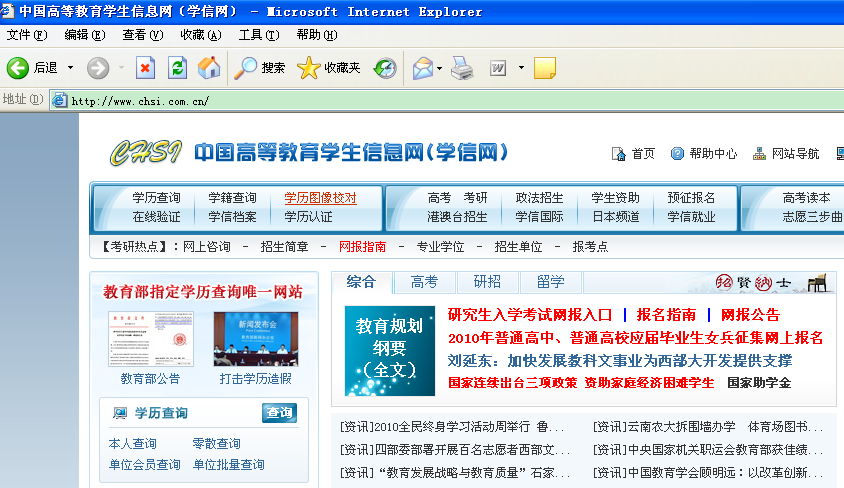 中国高等教育学生信息网（学信网） - Microsoft Internet Explorer
文件(F) 编辑(E) 查看(V) 收藏(A) 工具(T) 帮助(H)
后退 搜索 收藏夹
地址(D) http://www.chsi.com.cn/
CHSI 中国高等教育学生信息网(学信网) 首页 帮助中心 网站导航
学历查询 学籍查询 学历图像校对 高考 考研 政法招生 学生资助 预征报名 高考读本
在线验证 学信档案 学历认证 港澳台招生 学信国际 日本频道 学信就业 志愿三步曲
【考研热点】：网上咨询 - 招生简章 - 网报指南 - 专业学位 - 招生单位 - 报考点
综合 高考 研招 留学 招贤纳士
教育部指定学历查询唯一网站
新闻发布会
教育部公告 打击学历造假
学历查询 查询
本人查询 零散查询
单位会员查询 单位批量查询
教育规划
纲要
（全文）
研究生入学考试网报入口 | 报名指南 | 网报公告
2010年普通高中、普通高校应届毕业生女兵征集网上报名
刘延东：加快发展教科文事业为西部大开发提供支撑
国家连续出台三项政策 资助家庭经济困难学生 国家助学金
[资讯]2010全民终身学习活动周举行 鲁... [资讯]云南农大拆围墙办学 体育场图书...
[资讯]四部委部署开展百名志愿者西部文... [资讯]中央国家机关职运会教育部获佳绩...
[资讯]“教育发展战略与教育质量”石家... [资讯]中国教育学会顾明远：以改革创新...